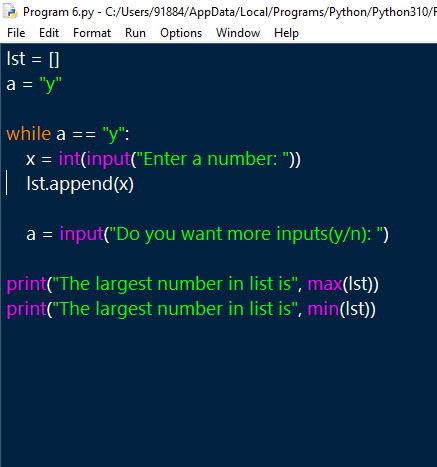 Program 6.py - C:/Users/91884/AppData/Local/Programs/Python/Python310/
File Edit Format Run Options Window Help
lst = []
a = "y"
while a == "y":
    x = int(input("Enter a number: "))
    lst.append(x)
    a = input("Do you want more inputs(y/n): ")
print("The largest number in list is", max(lst))
print("The largest number in list is", min(lst))